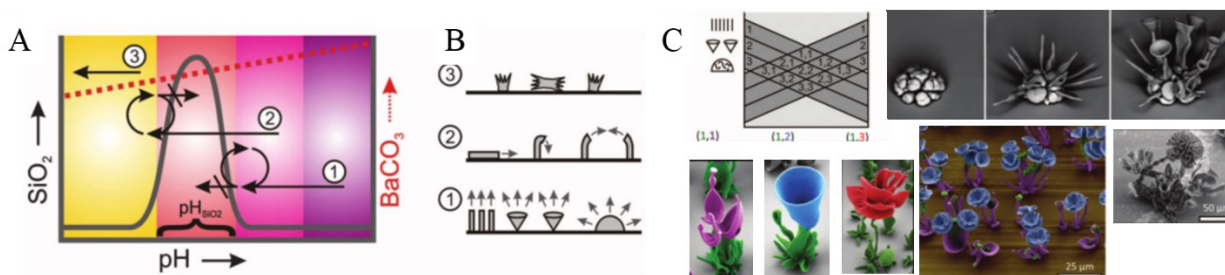 A
③
②
①
SiO₂
BaCO₃
pH_SiO2
pH
B
③
②
①
C
1 1
2 1,1 2
3 2,1 1,2 3
3,1 2,2 1,3
3,2 2,3
3,3
(1,1) (1,2) (1,3)
25 µm
50 µ